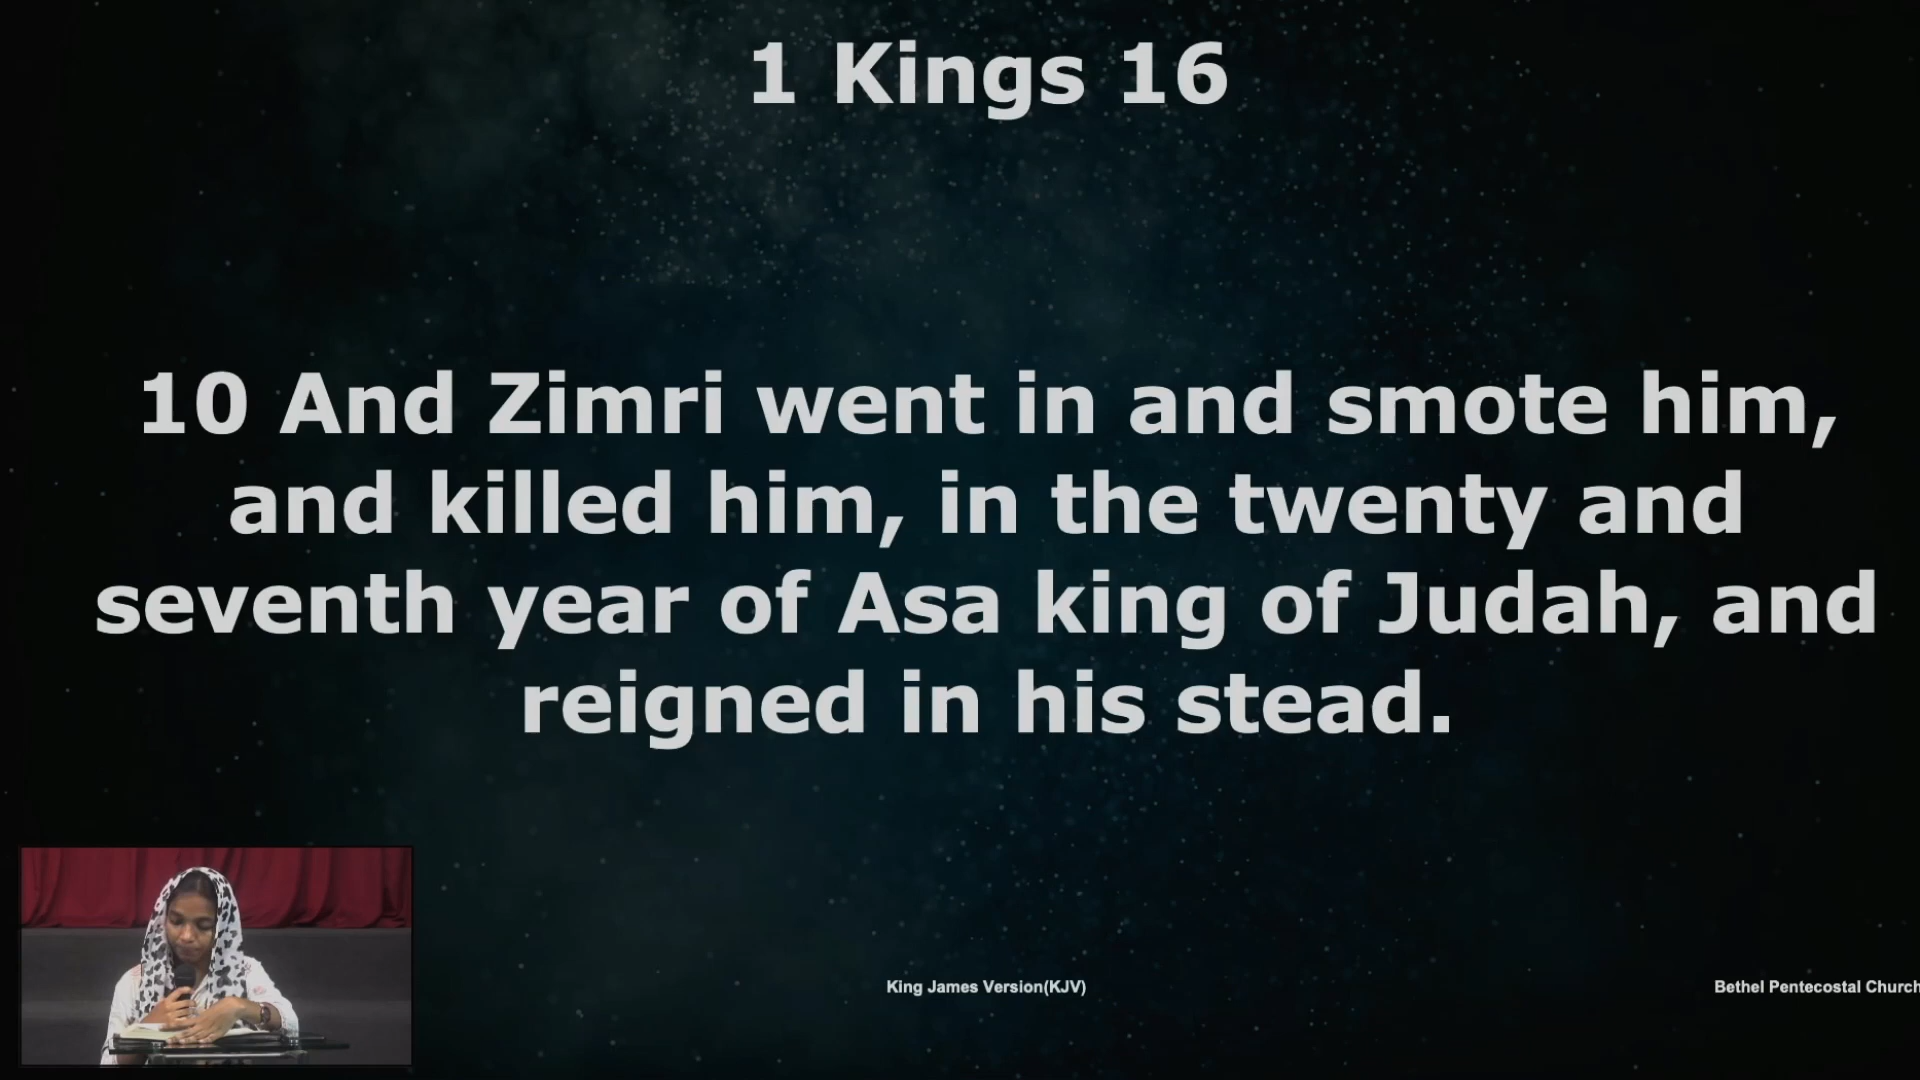 1 Kings 16
10 And Zimri went in and smote him,
and killed him, in the twenty and
seventh year of Asa king of Judah, and
reigned in his stead.
King James Version(KJV)
Bethel Pentecostal Church